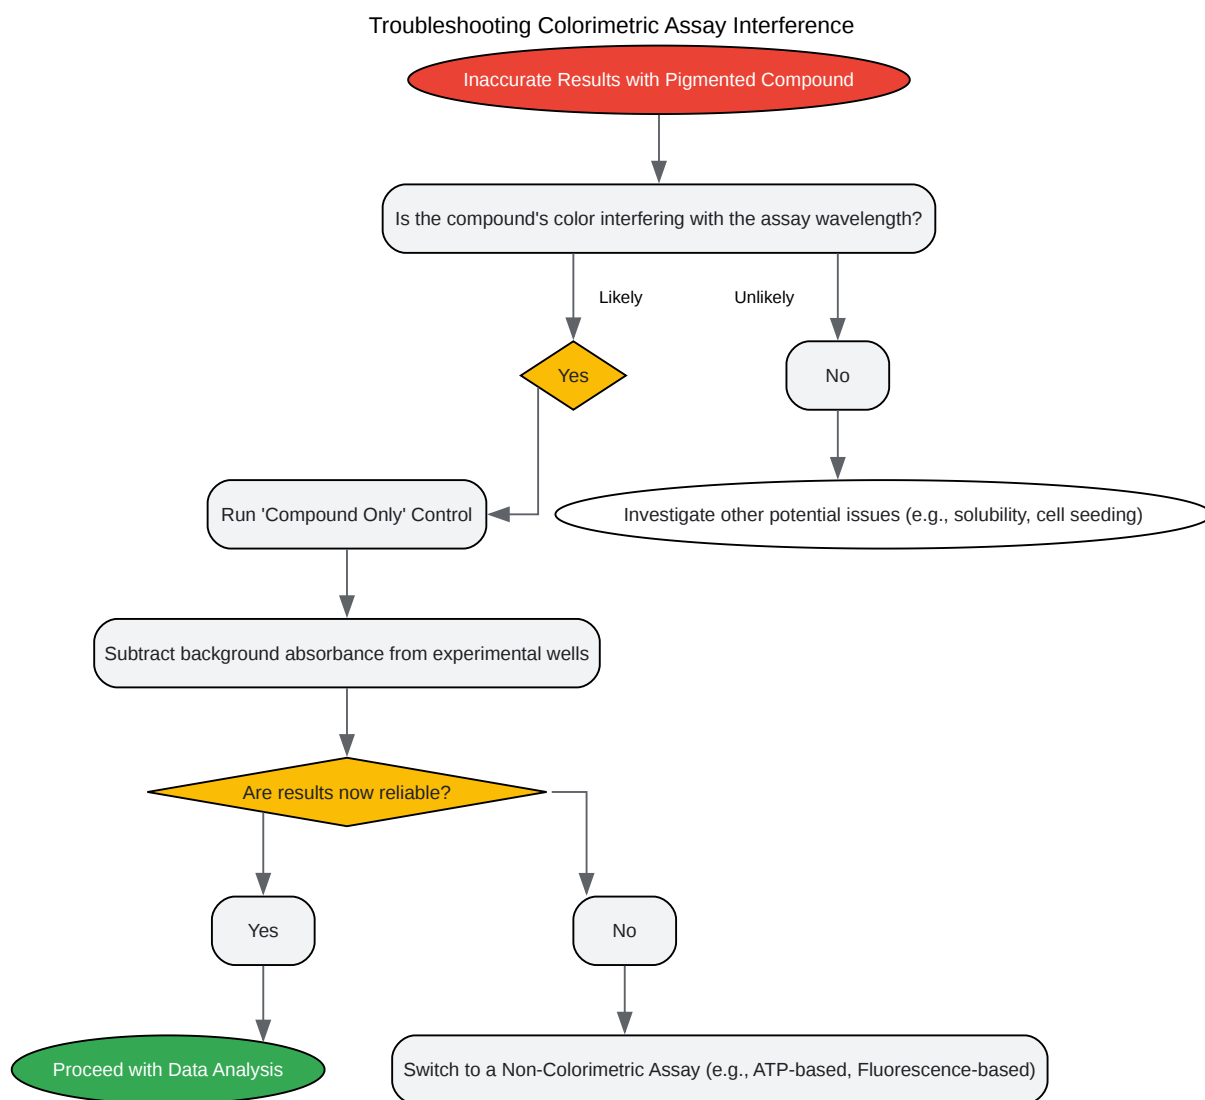 Troubleshooting Colorimetric Assay Interference
Inaccurate Results with Pigmented Compound
Is the compound's color interfering with the assay wavelength?
Likely
Unlikely
Yes
No
Run 'Compound Only' Control
Investigate other potential issues (e.g., solubility, cell seeding)
Subtract background absorbance from experimental wells
Are results now reliable?
Yes
No
Proceed with Data Analysis
Switch to a Non-Colorimetric Assay (e.g., ATP-based, Fluorescence-based)